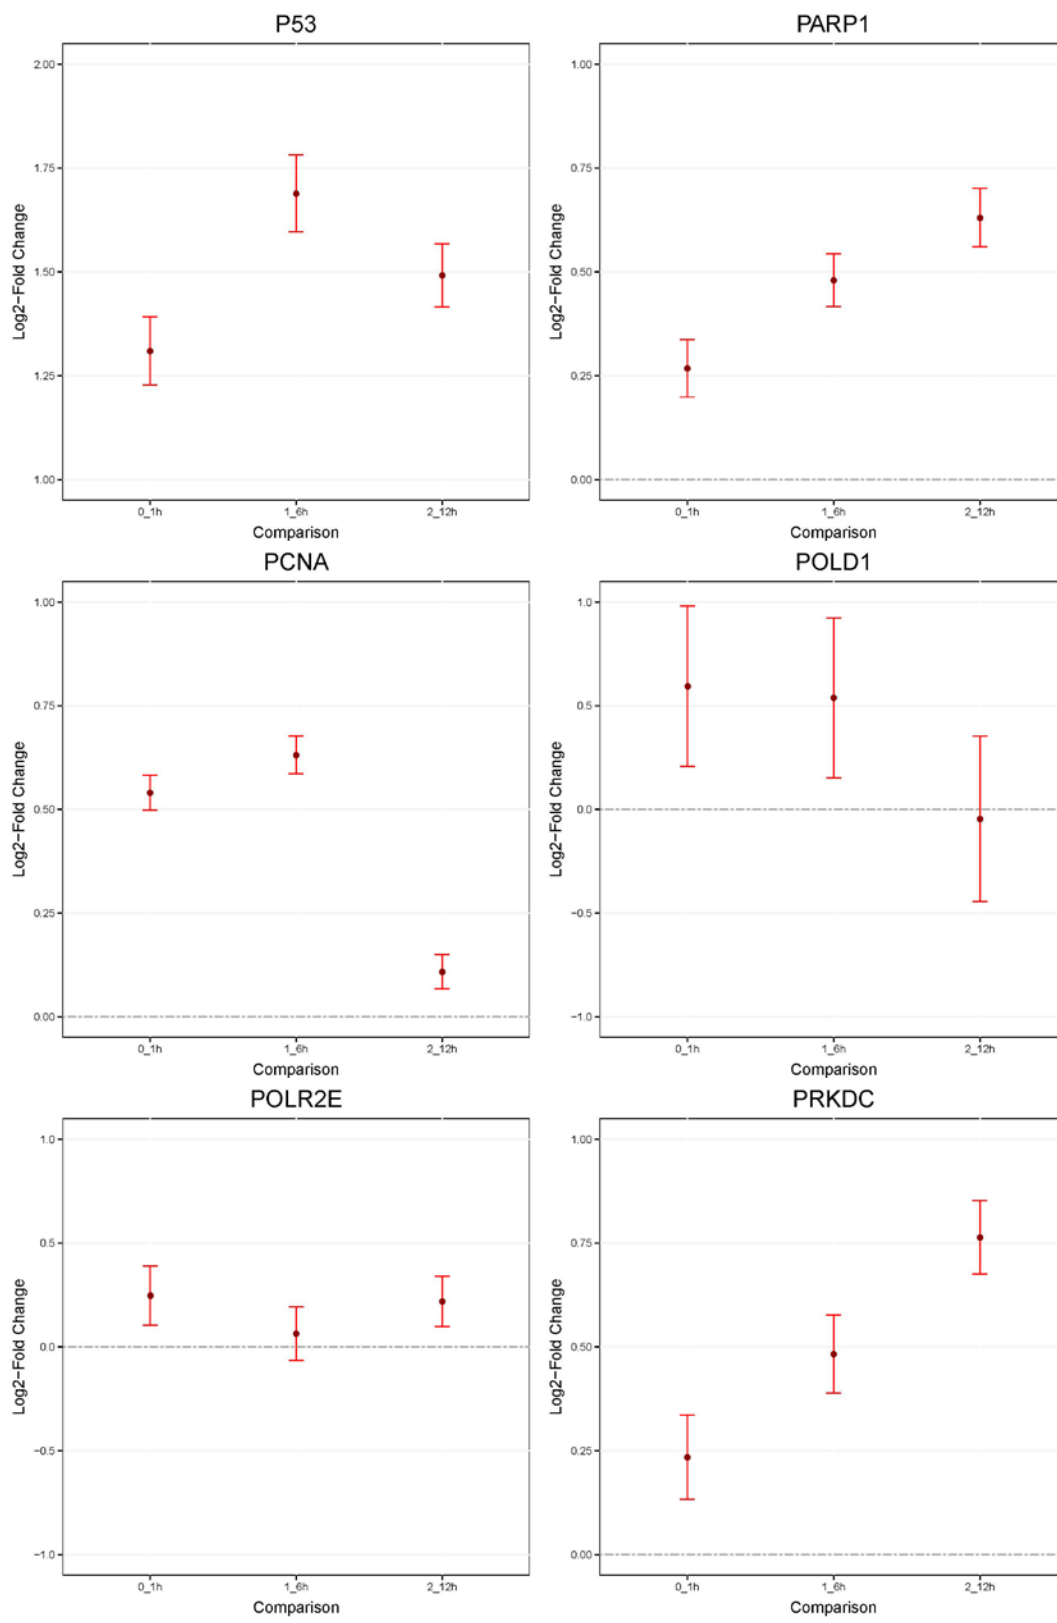 P53
Log2-Fold Change
2.00
1.75
1.50
1.25
1.00
0_1h
1_6h
2_12h
Comparison
PARP1
Log2-Fold Change
1.00
0.75
0.50
0.25
0.00
0_1h
1_6h
2_12h
Comparison
PCNA
Log2-Fold Change
1.00
0.75
0.50
0.25
0.00
0_1h
1_6h
2_12h
Comparison
POLD1
Log2-Fold Change
1.0
0.5
0.0
−0.5
−1.0
0_1h
1_6h
2_12h
Comparison
POLR2E
Log2-Fold Change
1.0
0.5
0.0
−0.5
−1.0
0_1h
1_6h
2_12h
Comparison
PRKDC
Log2-Fold Change
1.00
0.75
0.50
0.25
0.00
0_1h
1_6h
2_12h
Comparison